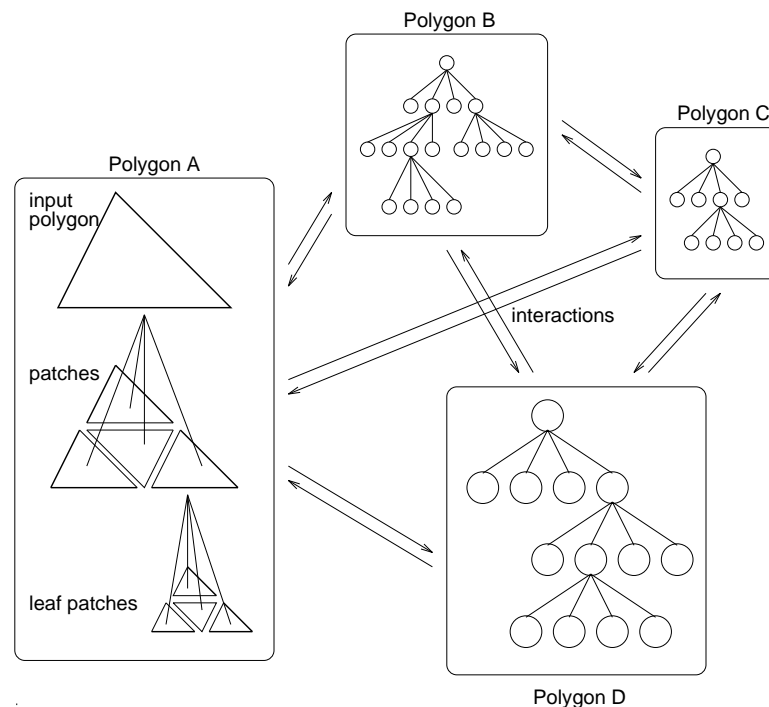 Polygon B
Polygon C
Polygon A
input
polygon
interactions
patches
leaf patches
Polygon D